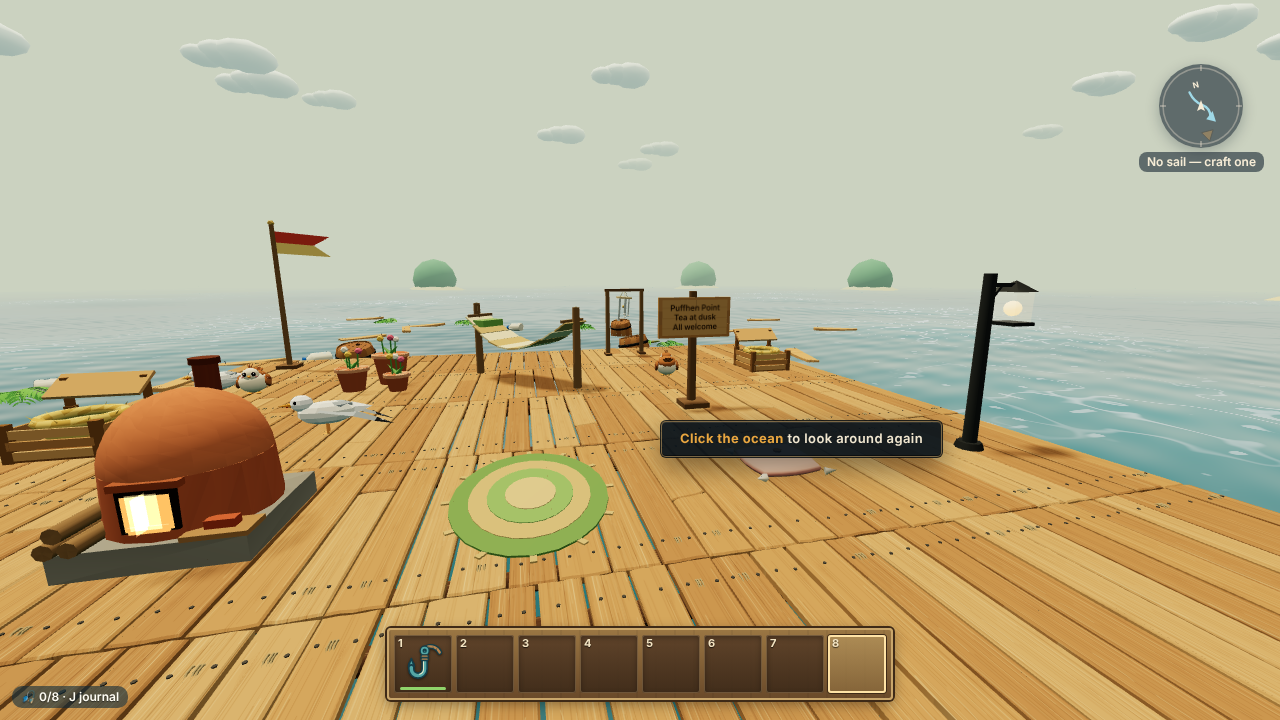 N
No sail — craft one
Puffhen Point
Tea at dusk
All welcome
Click the ocean to look around again
1 2 3 4 5 6 7 8
0/8 · J journal